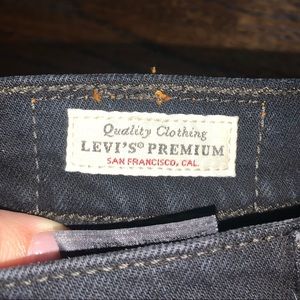 Quality Clothing
LEVI'S® PREMIUM
SAN FRANCISCO, CAL.